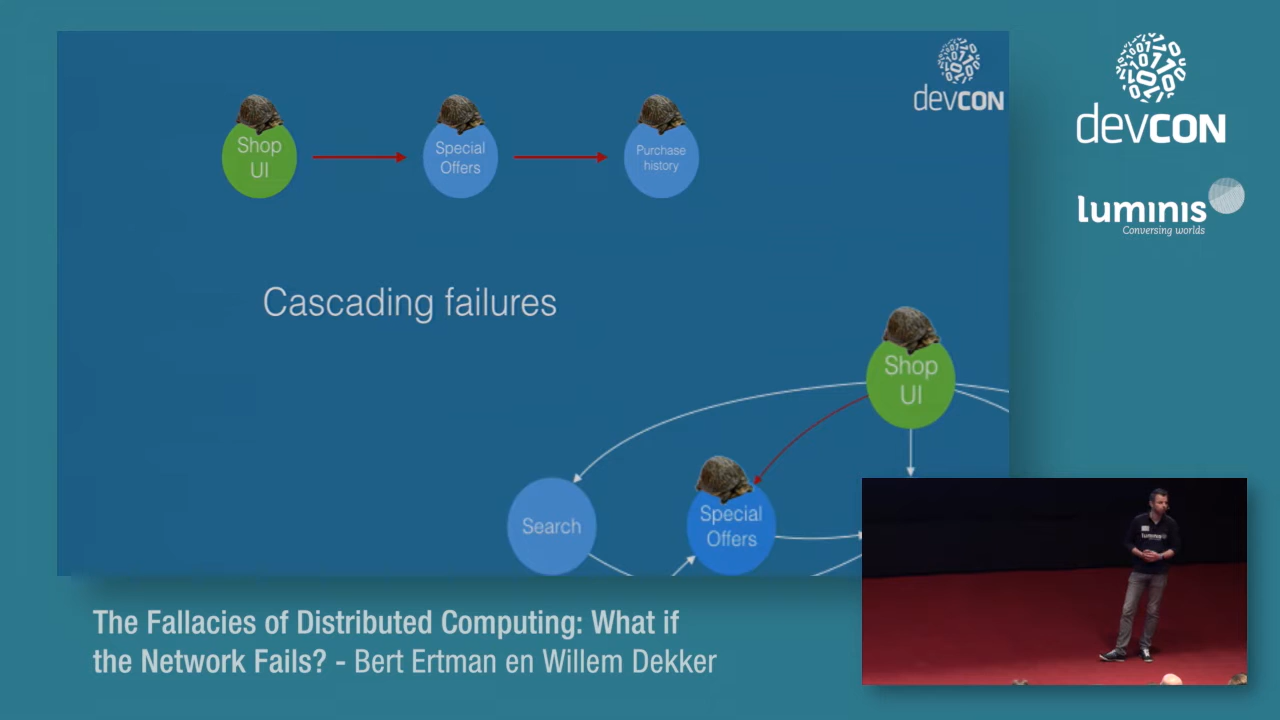 devCON
Shop
UI
Special
Offers
Purchase
history
Cascading failures
Shop
UI
Search
Special
Offers
devCON
luminis
Conversing worlds
luminis
The Fallacies of Distributed Computing: What if
the Network Fails? - Bert Ertman en Willem Dekker